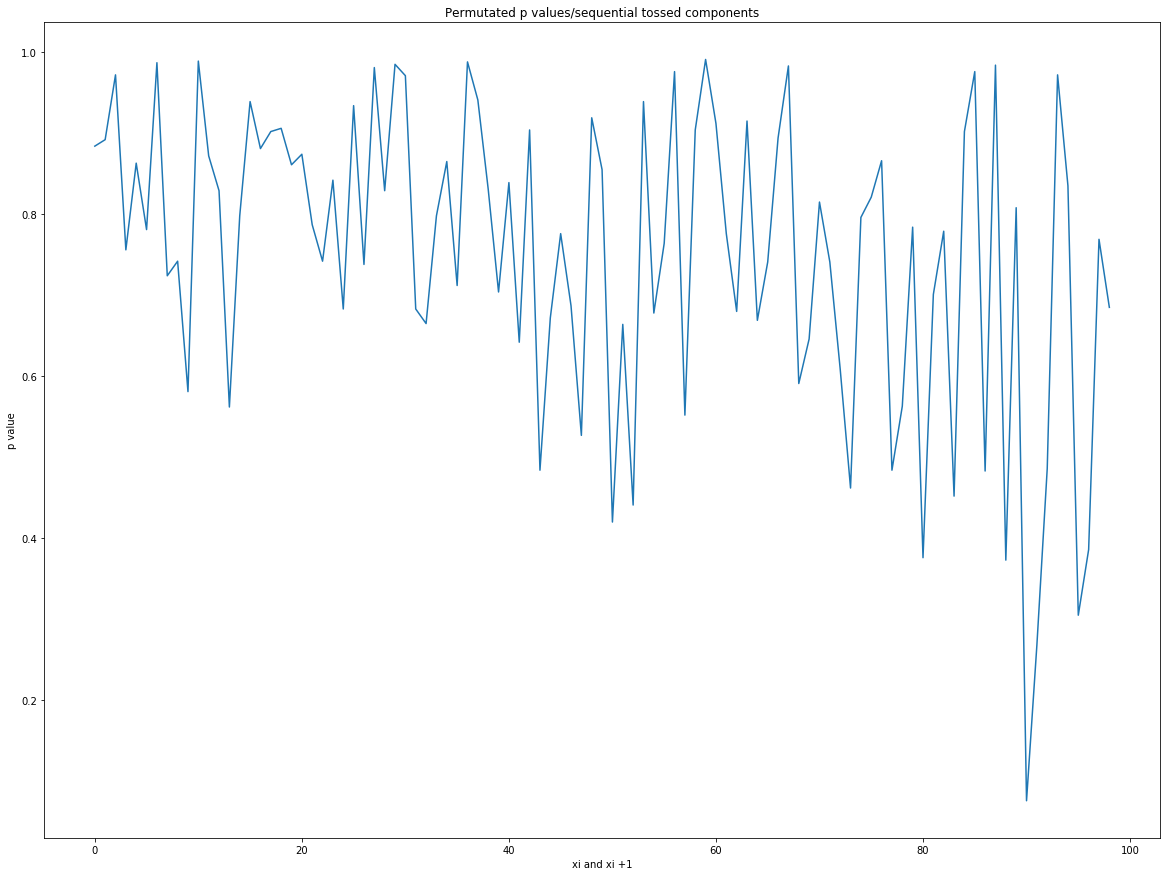 Permutated p values/sequential tossed components
1.0
0.8
0.6
0.4
0.2
p value
0 20 40 60 80 100
xi and xi +1